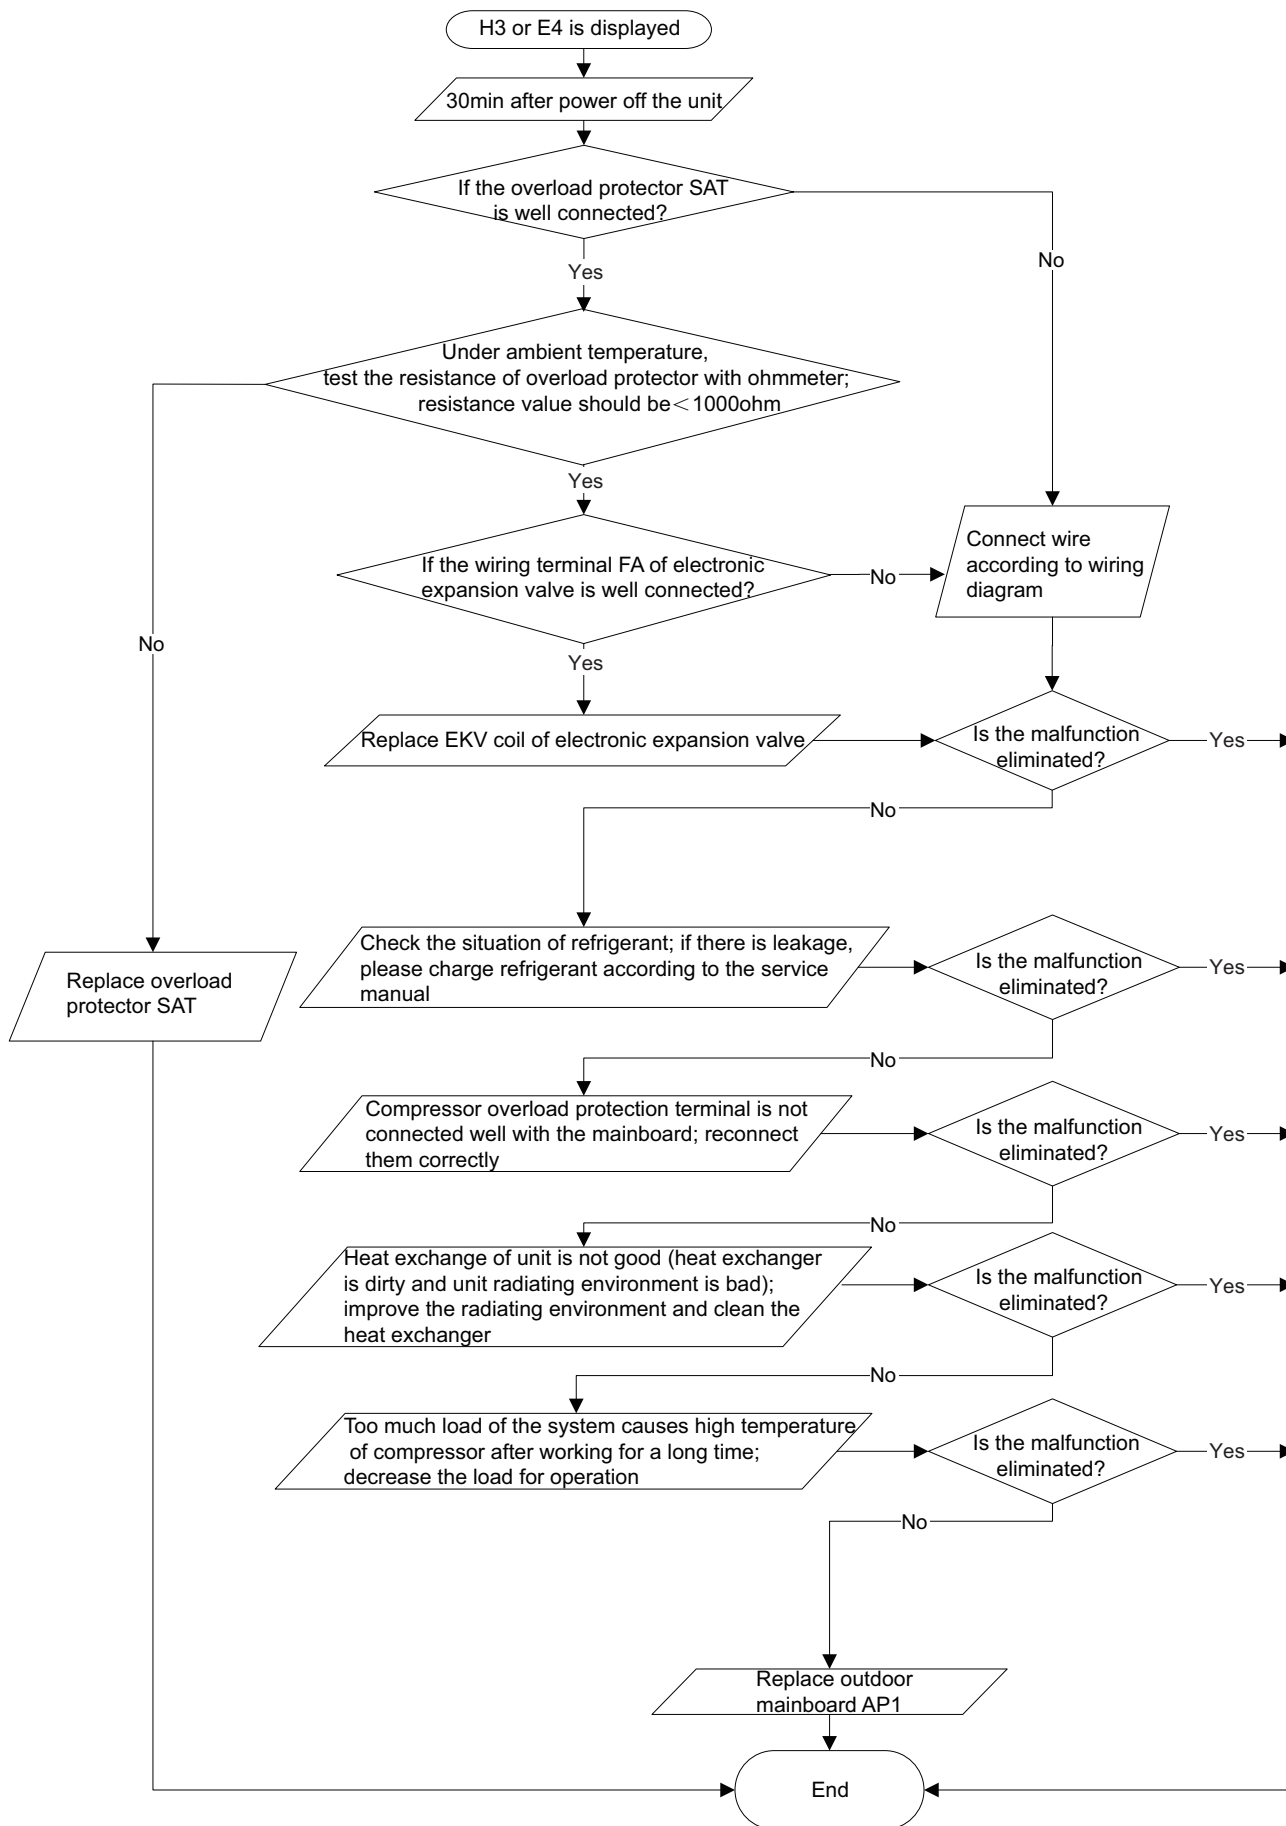 H3 or E4 is displayed
30min after power off the unit
If the overload protector SAT
is well connected?
No
Yes
Under ambient temperature,
test the resistance of overload protector with ohmmeter;
resistance value should be＜1000ohm
Yes
If the wiring terminal FA of electronic
expansion valve is well connected?
No
Connect wire
according to wiring
diagram
No
Yes
Replace EKV coil of electronic expansion valve
Is the malfunction
eliminated?
Yes
No
Check the situation of refrigerant; if there is leakage,
please charge refrigerant according to the service
manual
Is the malfunction
eliminated?
Yes
Replace overload
protector SAT
No
Compressor overload protection terminal is not
connected well with the mainboard; reconnect
them correctly
Is the malfunction
eliminated?
Yes
No
Heat exchange of unit is not good (heat exchanger
is dirty and unit radiating environment is bad);
improve the radiating environment and clean the
heat exchanger
Is the malfunction
eliminated?
Yes
No
Too much load of the system causes high temperature
of compressor after working for a long time;
decrease the load for operation
Is the malfunction
eliminated?
Yes
No
Replace outdoor
mainboard AP1
End